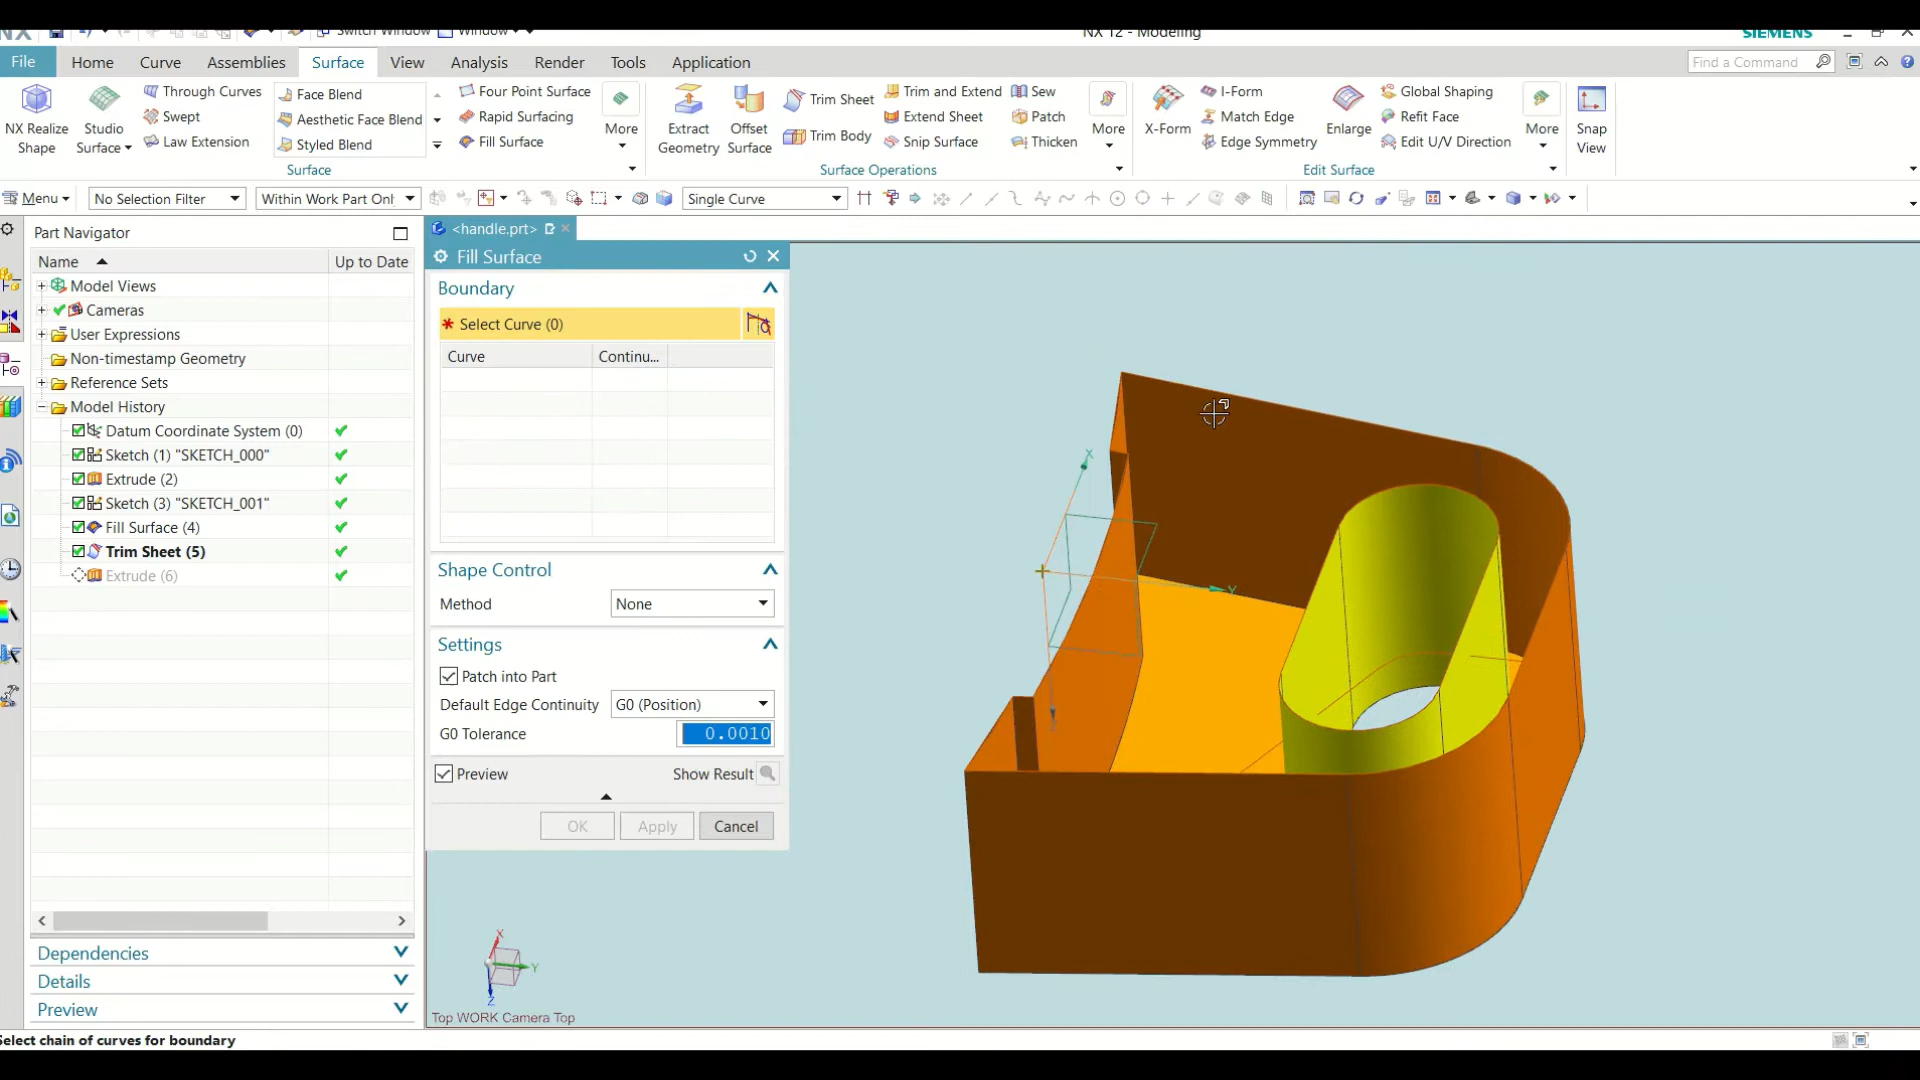 NX Switch Window Window NX 12 - Modeling SIEMENS
File Home Curve Assemblies Surface View Analysis Render Tools Application Find a Command
NX Realize Shape
Studio Surface
Through Curves
Swept
Law Extension
Face Blend
Aesthetic Face Blend
Styled Blend
Four Point Surface
Rapid Surfacing
Fill Surface
More
Surface
Extract Geometry
Offset Surface
Trim Sheet
Trim Body
Trim and Extend
Extend Sheet
Snip Surface
Sew
Patch
Thicken
More
Surface Operations
X-Form
I-Form
Match Edge
Edge Symmetry
Enlarge
Global Shaping
Refit Face
Edit U/V Direction
More
Edit Surface
Snap View
Menu No Selection Filter Within Work Part Onl Single Curve
Part Navigator
Name Up to Date
Model Views
Cameras
User Expressions
Non-timestamp Geometry
Reference Sets
Model History
Datum Coordinate System (0)
Sketch (1) "SKETCH_000"
Extrude (2)
Sketch (3) "SKETCH_001"
Fill Surface (4)
Trim Sheet (5)
Extrude (6)
Dependencies
Details
Preview
<handle.prt>
Fill Surface
Boundary
* Select Curve (0)
Curve Continu...
Shape Control
Method None
Settings
Patch into Part
Default Edge Continuity G0 (Position)
G0 Tolerance 0.0010
Preview Show Result
OK Apply Cancel
X
Y
X
Y
Z
Top WORK Camera Top
Select chain of curves for boundary